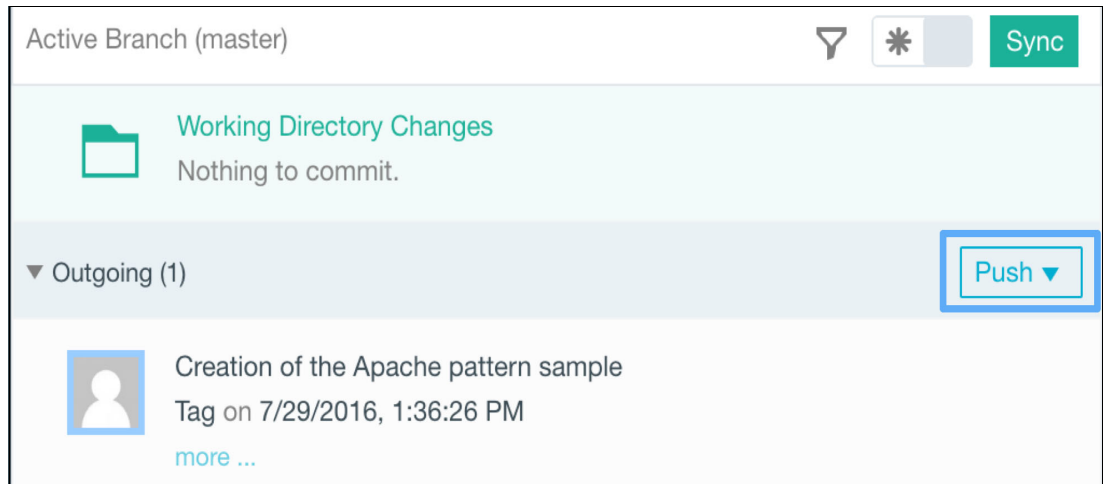 Active Branch (master)
Sync
Working Directory Changes
Nothing to commit.
Outgoing (1)
Push
Creation of the Apache pattern sample
Tag on 7/29/2016, 1:36:26 PM
more ...